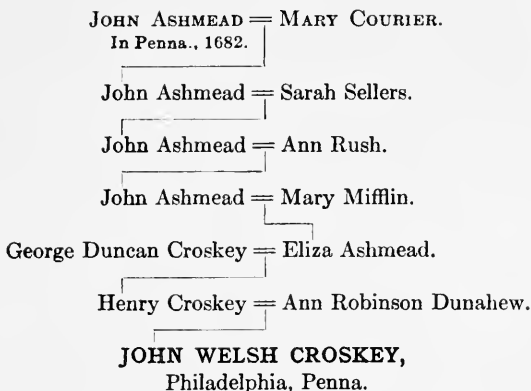 JOHN ASHMEAD = MARY COURIER.
In Penna., 1682.
John Ashmead = Sarah Sellers.
John Ashmead = Ann Rush.
John Ashmead = Mary Mifflin.
George Duncan Croskey = Eliza Ashmead.
Henry Croskey = Ann Robinson Dunahew.
JOHN WELSH CROSKEY,
Philadelphia, Penna.